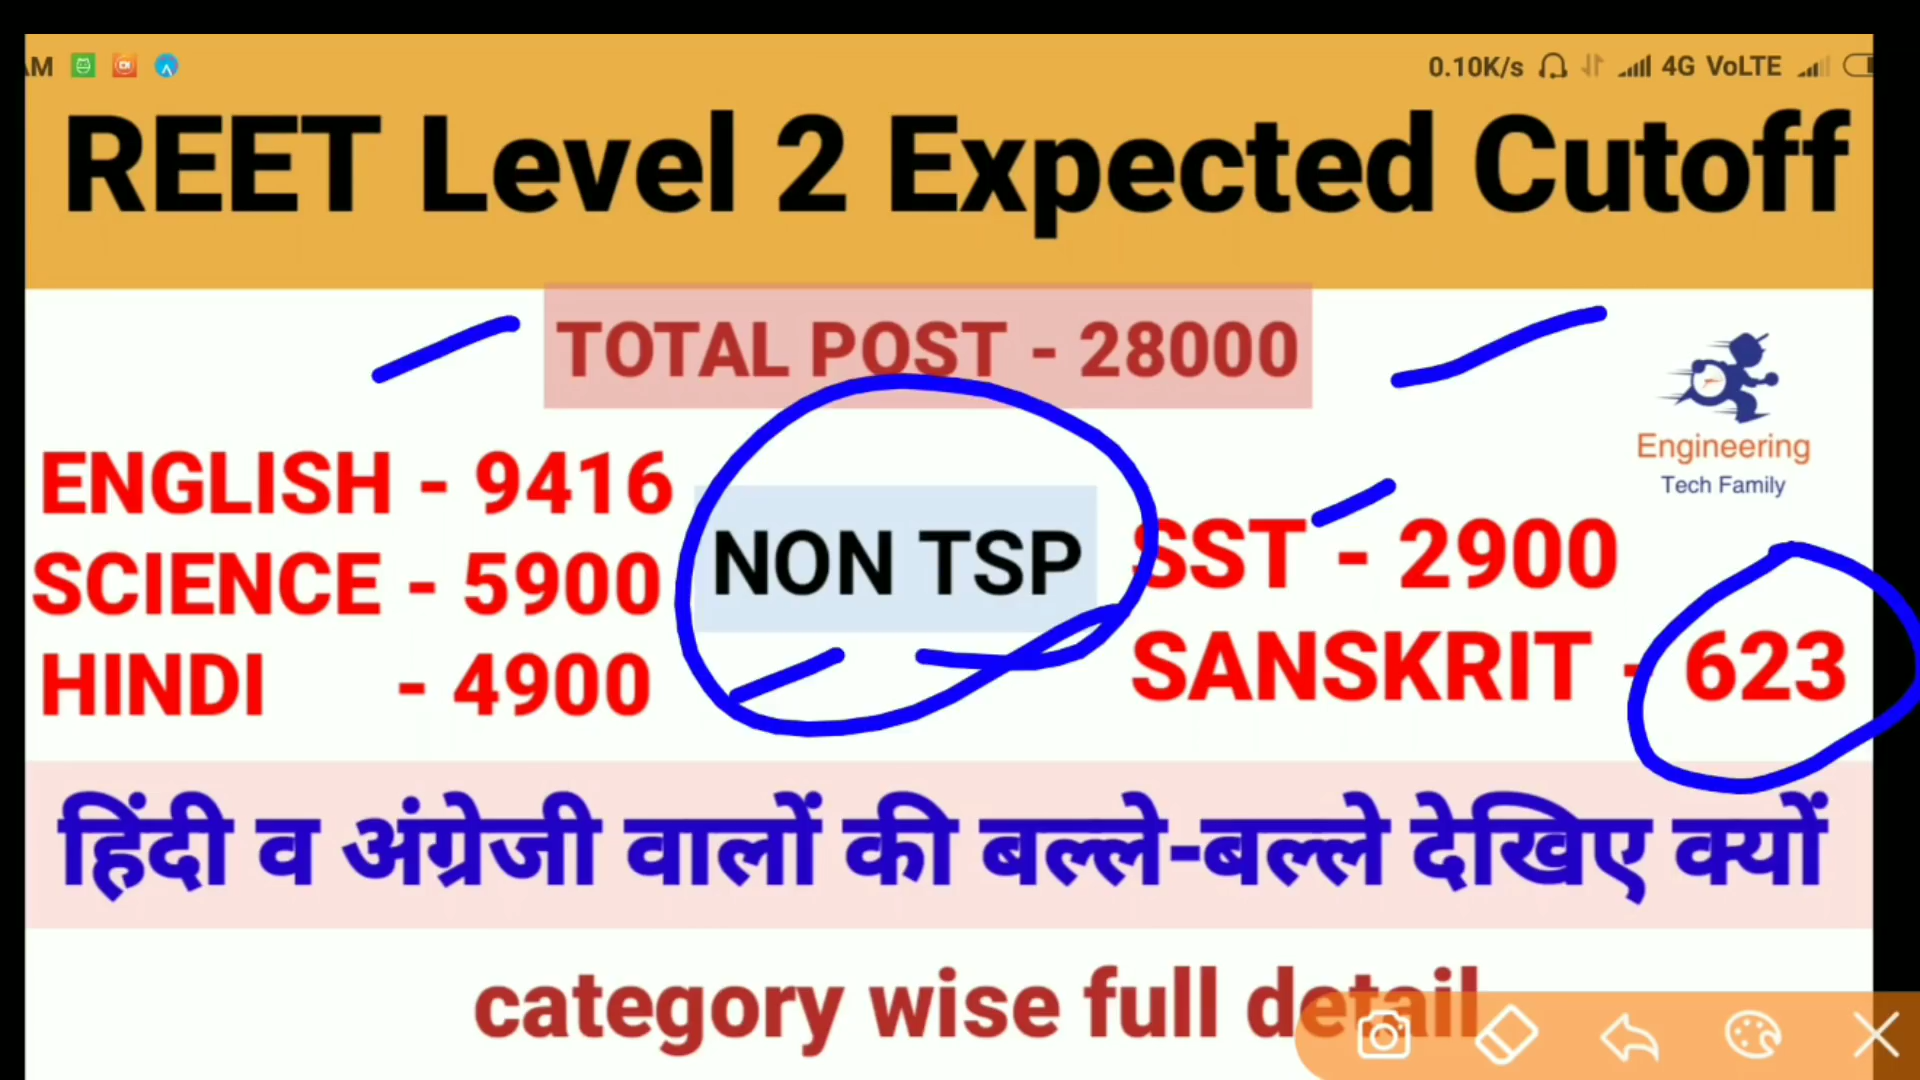 AM 0.10K/s 4G VoLTE
REET Level 2 Expected Cutoff
TOTAL POST - 28000
Engineering
Tech Family
ENGLISH - 9416
SCIENCE - 5900
HINDI - 4900
NON TSP
SST - 2900
SANSKRIT - 623
हिंदी व अंग्रेजी वालों की बल्ले-बल्ले देखिए क्यों
category wise full detail